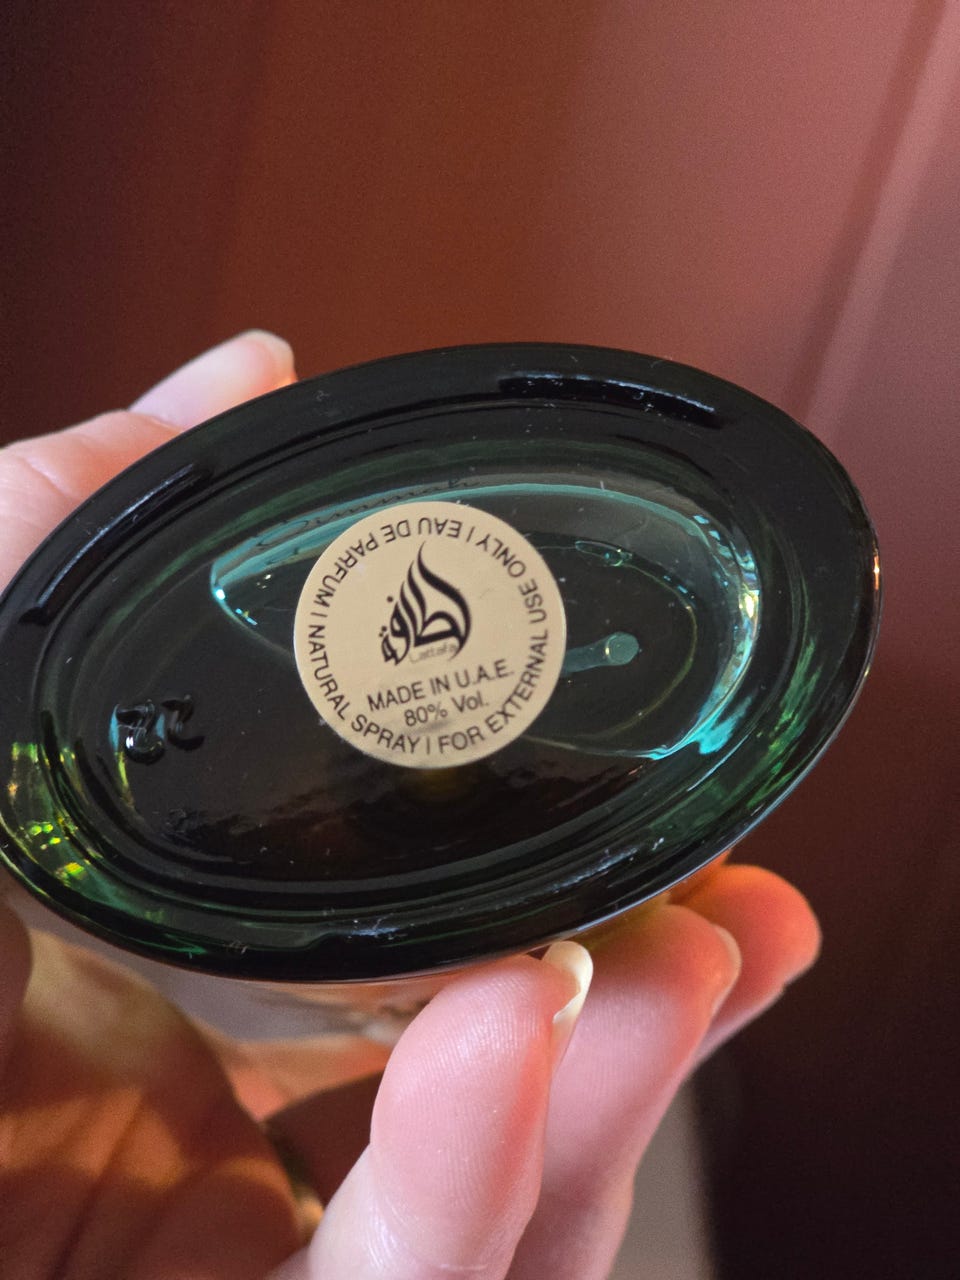 EAU DE PARFUM | NATURAL SPRAY | FOR EXTERNAL USE ONLY |
لطافة
Lattafa
MADE IN U.A.E.
80% Vol.